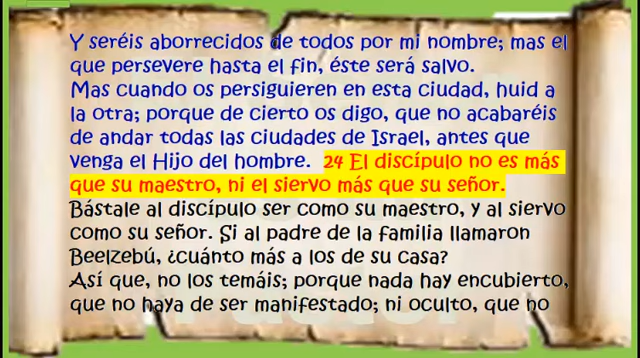 Y seréis aborrecidos de todos por mi nombre; mas el
que persevere hasta el fin, éste será salvo.
Mas cuando os persiguieren en esta ciudad, huid a
la otra; porque de cierto os digo, que no acabaréis
de andar todas las ciudades de Israel, antes que
venga el Hijo del hombre. 24 El discípulo no es más
que su maestro, ni el siervo más que su señor.
Bástale al discípulo ser como su maestro, y al siervo
como su señor. Si al padre de la familia llamaron
Beelzebú, ¿cuánto más a los de su casa?
Así que, no los temáis; porque nada hay encubierto,
que no haya de ser manifestado; ni oculto, que no